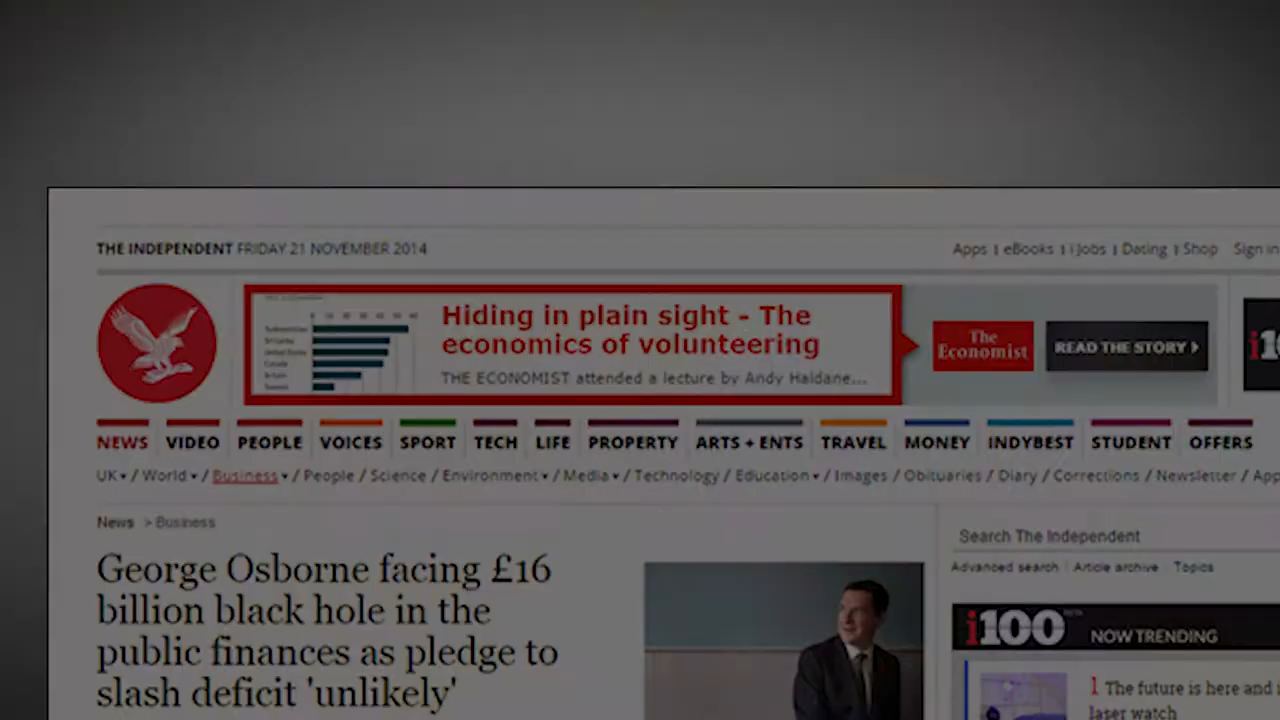 THE INDEPENDENT FRIDAY 21 NOVEMBER 2014
Apps | eBooks | i Jobs | Dating | Shop Sign in
Hiding in plain sight - The
economics of volunteering
THE ECONOMIST attended a lecture by Andy Haldane...
The
Economist
READ THE STORY
i10
NEWS VIDEO PEOPLE VOICES SPORT TECH LIFE PROPERTY ARTS + ENTS TRAVEL MONEY INDYBEST STUDENT OFFERS
UK / World / Business / People / Science / Environment / Media / Technology / Education / Images / Obituaries / Diary / Corrections / Newsletter / App
News > Business
George Osborne facing £16
billion black hole in the
public finances as pledge to
slash deficit 'unlikely'
Search The Independent
Advanced search | Article archive | Topics
i100 NOW TRENDING
1 The future is here and i
laser watch